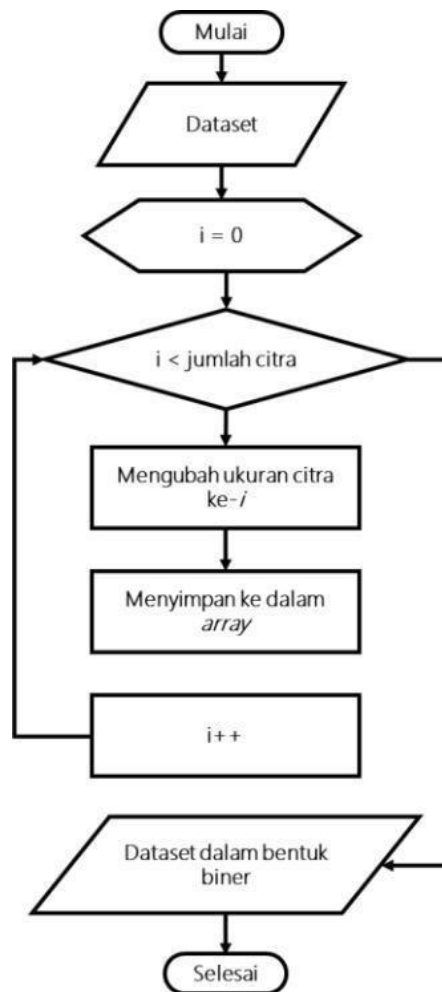 Mulai
Dataset
i = 0
i < jumlah citra
Mengubah ukuran citra
ke-i
Menyimpan ke dalam
array
i++
Dataset dalam bentuk
biner
Selesai